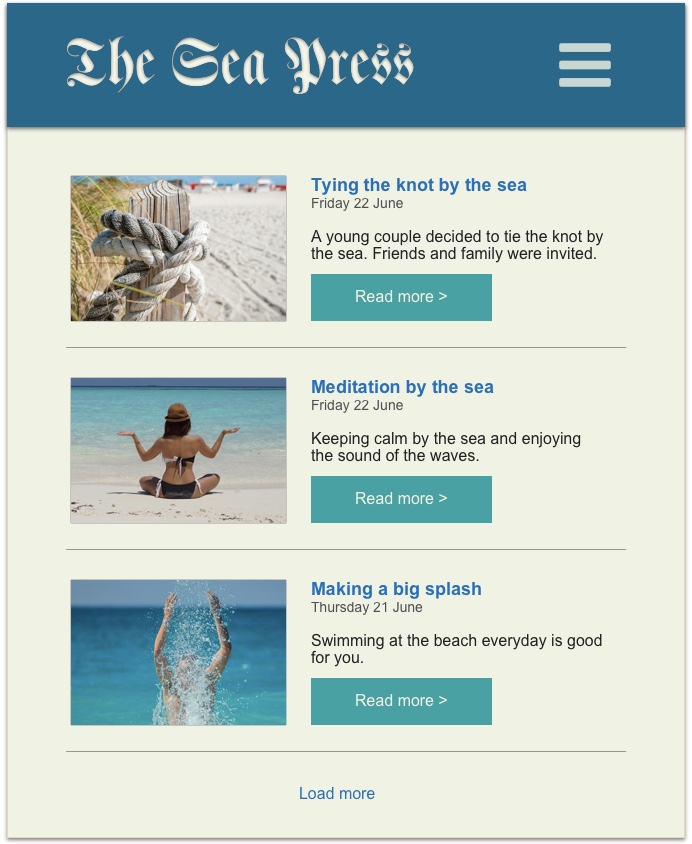 The Sea Press
Tying the knot by the sea
Friday 22 June
A young couple decided to tie the knot by
the sea. Friends and family were invited.
Read more >
Meditation by the sea
Friday 22 June
Keeping calm by the sea and enjoying
the sound of the waves.
Read more >
Making a big splash
Thursday 21 June
Swimming at the beach everyday is good
for you.
Read more >
Load more